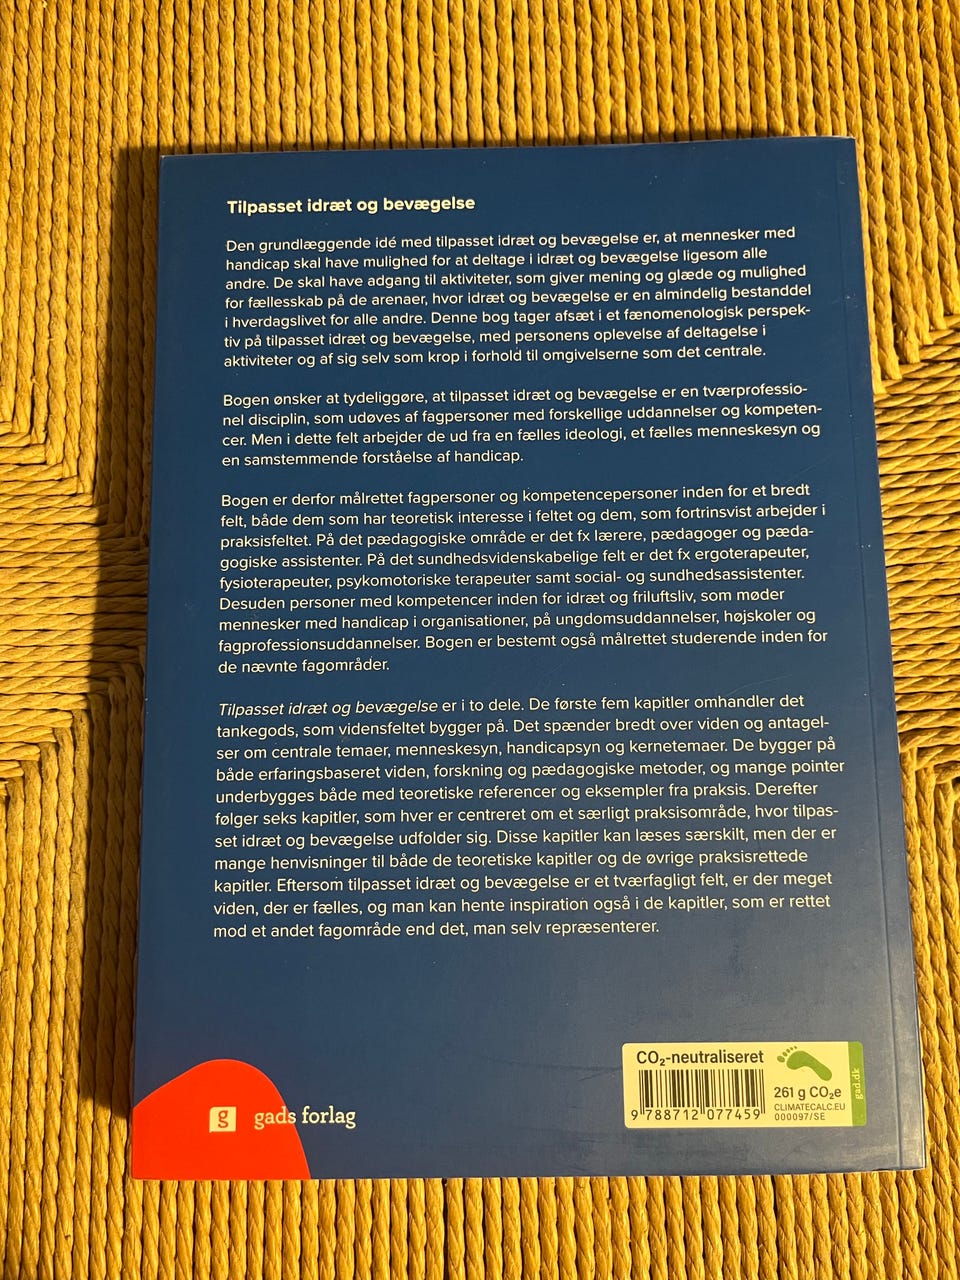 Tilpasset idræt og bevægelse
Den grundlæggende idé med tilpasset idræt og bevægelse er, at mennesker med
handicap skal have mulighed for at deltage i idræt og bevægelse ligesom alle
andre. De skal have adgang til aktiviteter, som giver mening og glæde og mulighed
for fællesskab på de arenaer, hvor idræt og bevægelse er en almindelig bestanddel
i hverdagslivet for alle andre. Denne bog tager afsæt i et fænomenologisk perspek-
tiv på tilpasset idræt og bevægelse, med personens oplevelse af deltagelse i
aktiviteter og af sig selv som krop i forhold til omgivelserne som det centrale.
Bogen ønsker at tydeliggøre, at tilpasset idræt og bevægelse er en tværprofessio-
nel disciplin, som udøves af fagpersoner med forskellige uddannelser og kompeten-
cer. Men i dette felt arbejder de ud fra en fælles ideologi, et fælles menneskesyn og
en samstemmende forståelse af handicap.
Bogen er derfor målrettet fagpersoner og kompetencepersoner inden for et bredt
felt, både dem som har teoretisk interesse i feltet og dem, som fortrinsvist arbejder i
praksisfeltet. På det pædagogiske område er det fx lærere, pædagoger og pæda-
gogiske assistenter. På det sundhedsvidenskabelige felt er det fx ergoterapeuter,
fysioterapeuter, psykomotoriske terapeuter samt social- og sundhedsassistenter.
Desuden personer med kompetencer inden for idræt og friluftsliv, som møder
mennesker med handicap i organisationer, på ungdomsuddannelser, højskoler og
fagprofessionsuddannelser. Bogen er bestemt også målrettet studerende inden for
de nævnte fagområder.
Tilpasset idræt og bevægelse er i to dele. De første fem kapitler omhandler det
tankegods, som vidensfeltet bygger på. Det spænder bredt over viden og antagel-
ser om centrale temaer, menneskesyn, handicapsyn og kernetemaer. De bygger på
både erfaringsbaseret viden, forskning og pædagogiske metoder, og mange pointer
underbygges både med teoretiske referencer og eksempler fra praksis. Derefter
følger seks kapitler, som hver er centreret om et særligt praksisområde, hvor tilpas-
set idræt og bevægelse udfolder sig. Disse kapitler kan læses særskilt, men der er
mange henvisninger til både de teoretiske kapitler og de øvrige praksisrettede
kapitler. Eftersom tilpasset idræt og bevægelse er et tværfagligt felt, er der meget
viden, der er fælles, og man kan hente inspiration også i de kapitler, som er rettet
mod et andet fagområde end det, man selv repræsenterer.
g gads forlag
CO₂-neutraliseret
9 788712 077459
261 g CO₂e
CLIMATECALC.EU
000097/SE
gad.dk